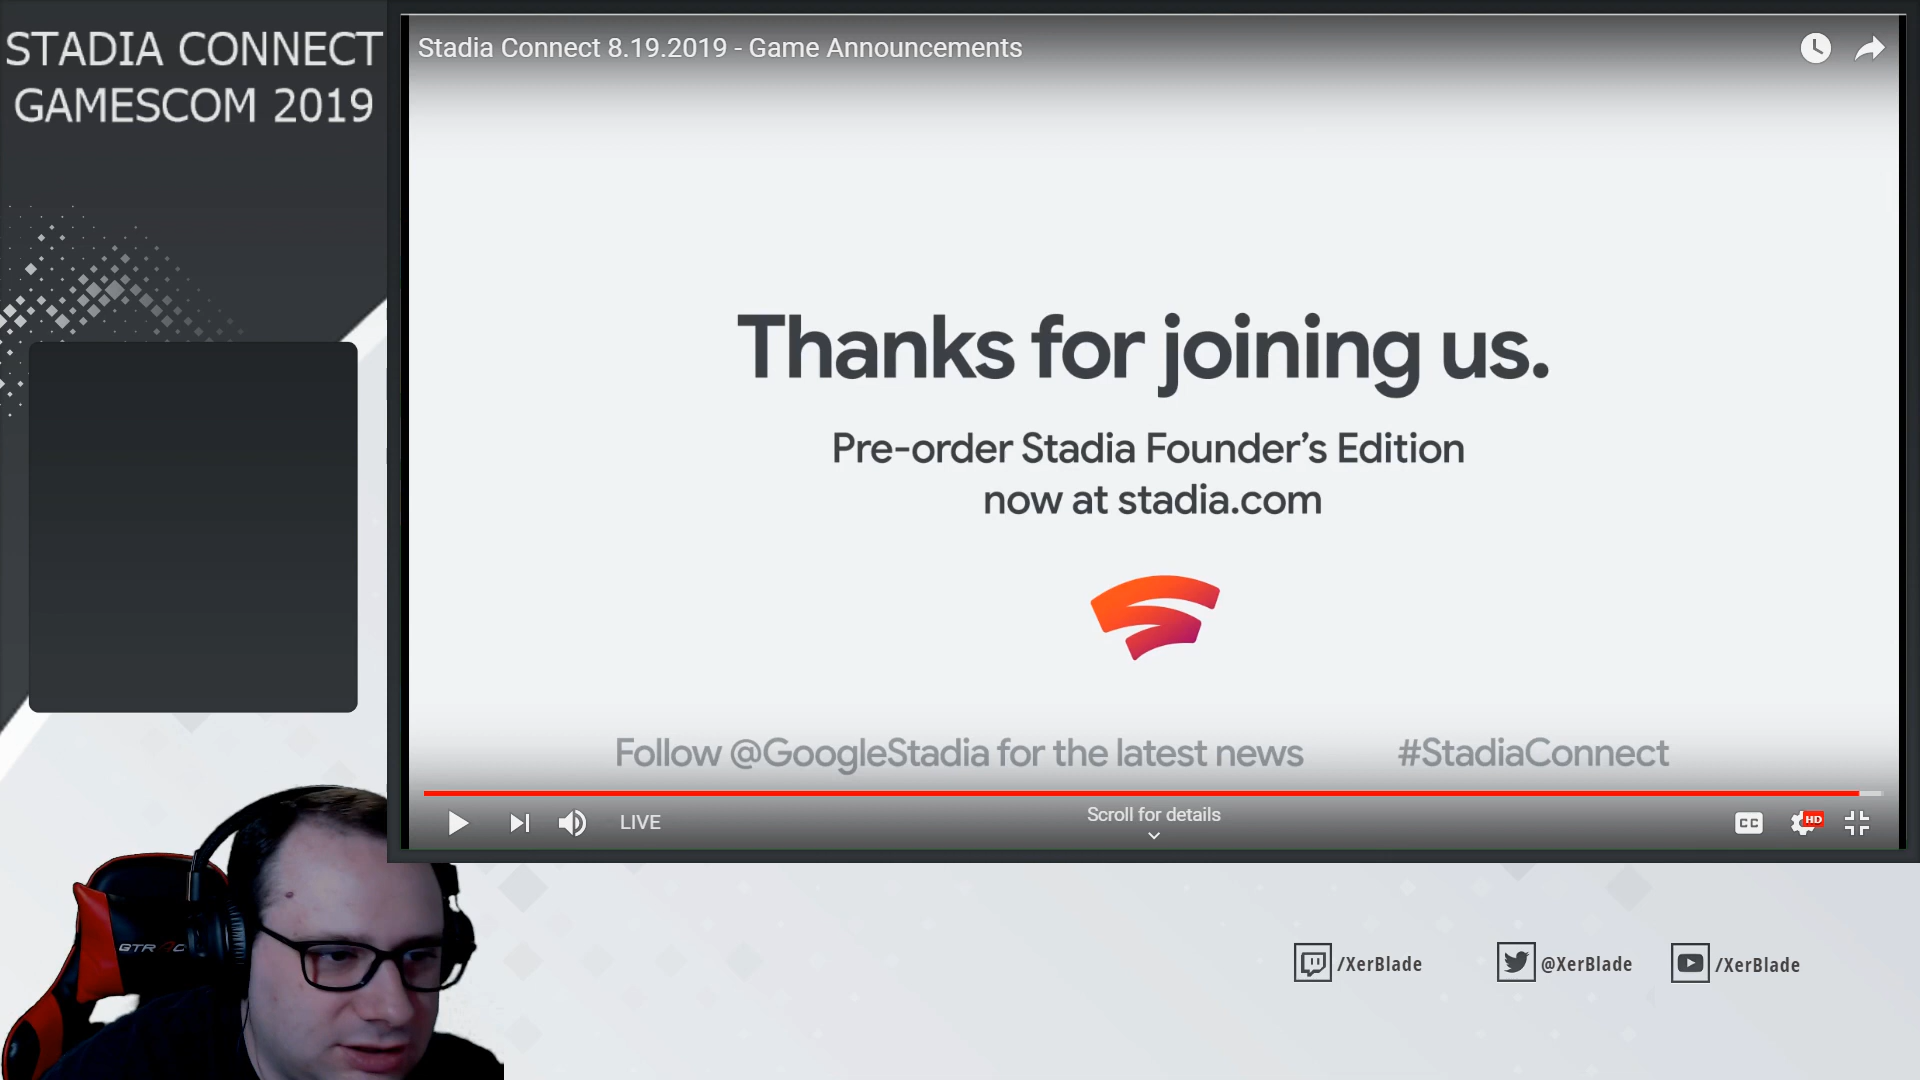 STADIA CONNECT
GAMESCOM 2019
Stadia Connect 8.19.2019 - Game Announcements
Thanks for joining us.
Pre-order Stadia Founder's Edition
now at stadia.com
Follow @GoogleStadia for the latest news
#StadiaConnect
LIVE
Scroll for details
CC
HD
/XerBlade
@XerBlade
/XerBlade